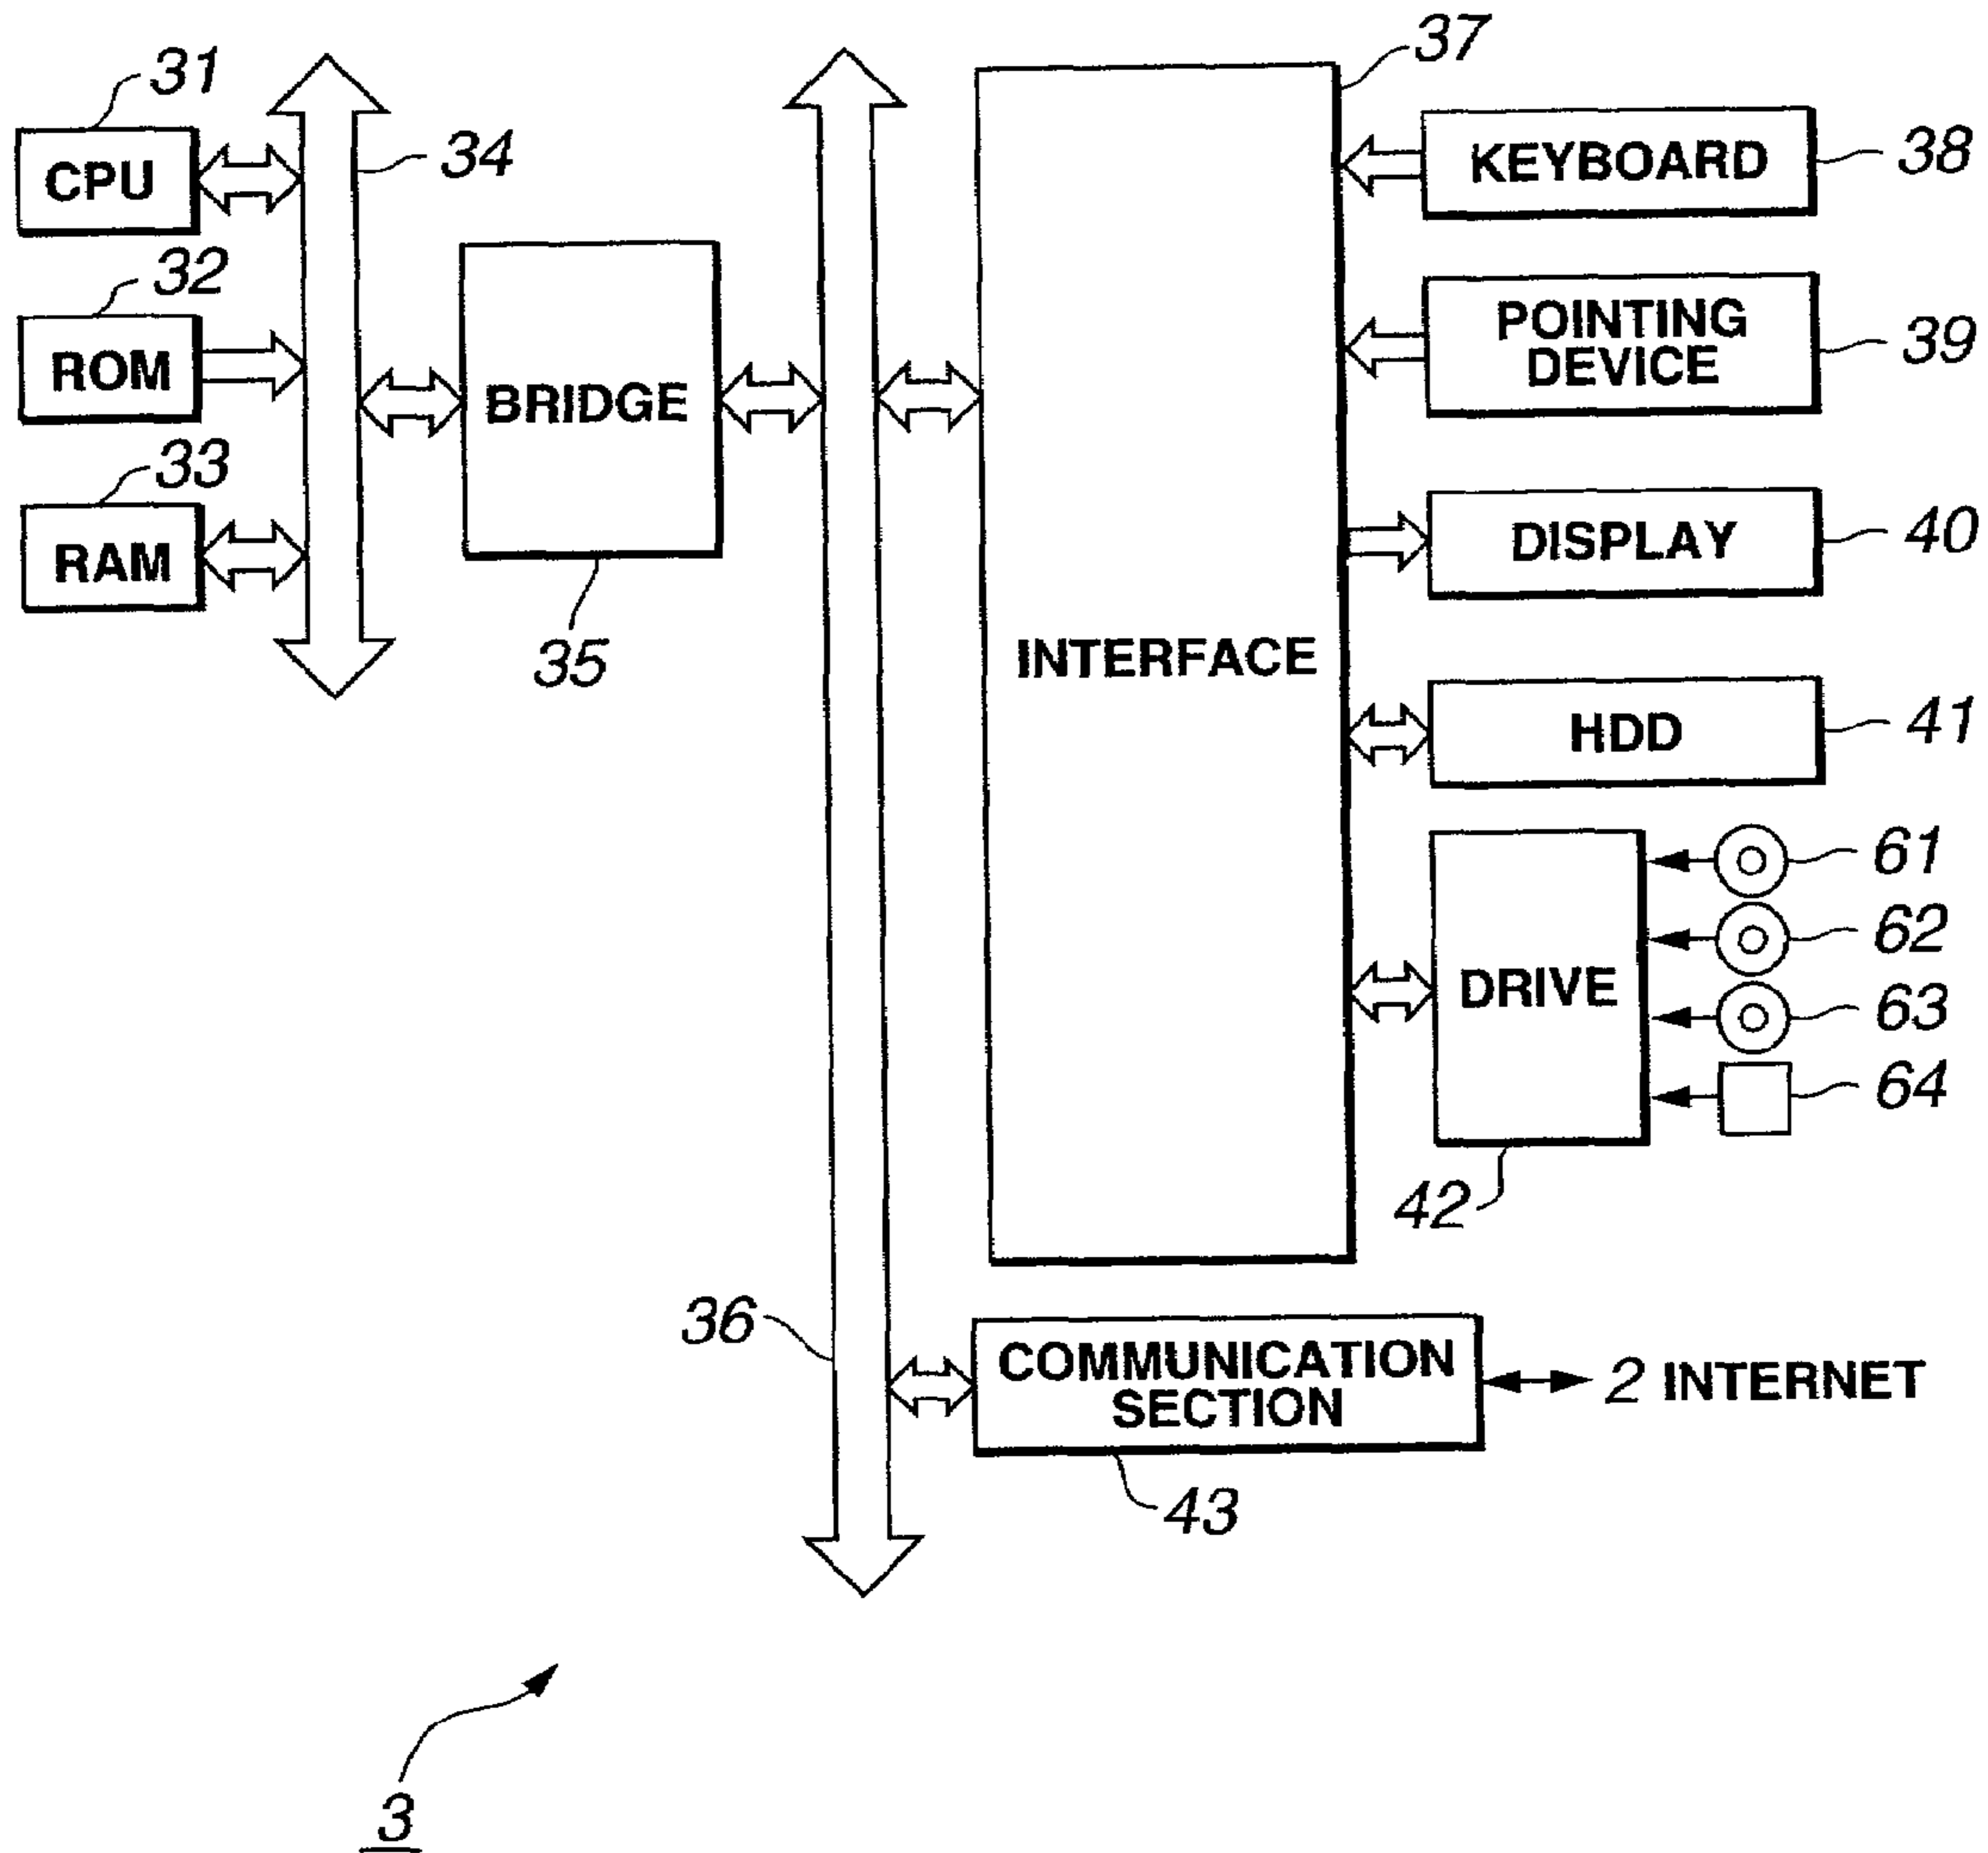 31
CPU
32
ROM
33
RAM
34
BRIDGE
35
37
INTERFACE
KEYBOARD 38
POINTING
DEVICE
39
DISPLAY 40
HDD 41
DRIVE
61
62
63
64
42
36
COMMUNICATION
SECTION
2 INTERNET
43
3